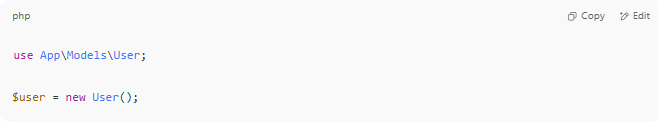 php
Copy
Edit
use App\Models\User;
$user = new User();